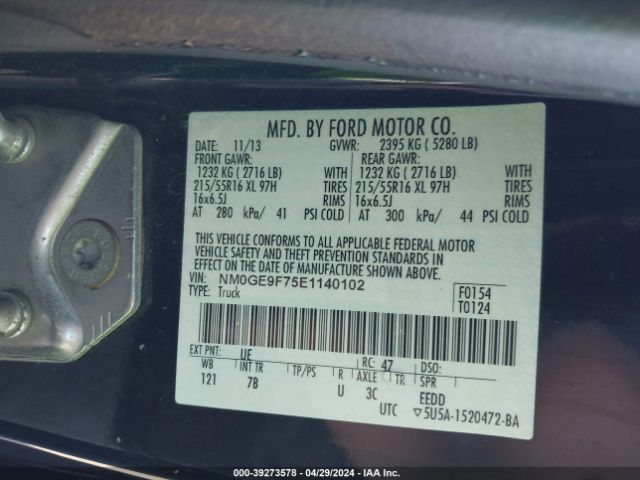 MFD. BY FORD MOTOR CO.
DATE: 11/13 GVWR: 2395 KG ( 5280 LB)
FRONT GAWR: REAR GAWR:
1232 KG ( 2716 LB) WITH 1232 KG ( 2716 LB) WITH
215/55R16 XL 97H TIRES 215/55R16 XL 97H TIRES
16x6.5J RIMS 16x6.5J RIMS
AT 280 kPa/ 41 PSI COLD AT 300 kPa/ 44 PSI COLD
THIS VEHICLE CONFORMS TO ALL APPLICABLE FEDERAL MOTOR
VEHICLE SAFETY AND THEFT PREVENTION STANDARDS IN
EFFECT ON THE DATE OF MANUFACTURE SHOWN ABOVE.
VIN: NM0GE9F75E1140102
TYPE: Truck
F0154
T0124
EXT PNT: UE RC: 47 DSO:
WB INT TR TP/PS R AXLE TR SPR
121 7B U 3C EEDD
UTC ▽5U5A-1520472-BA
© IAAI 39273578 - 04/29/2024 - IAA Inc.